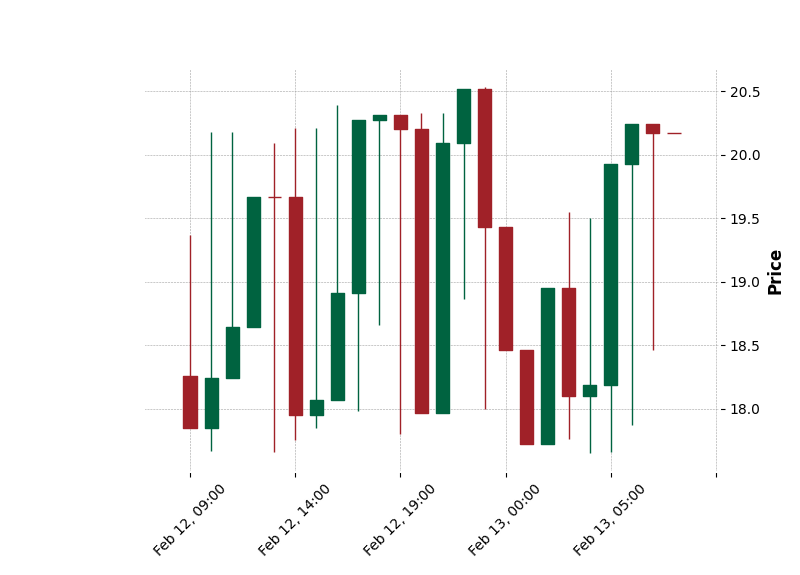 20.5
20.0
19.5
19.0
18.5
18.0
Price
Feb 12, 09:00
Feb 12, 14:00
Feb 12, 19:00
Feb 13, 00:00
Feb 13, 05:00